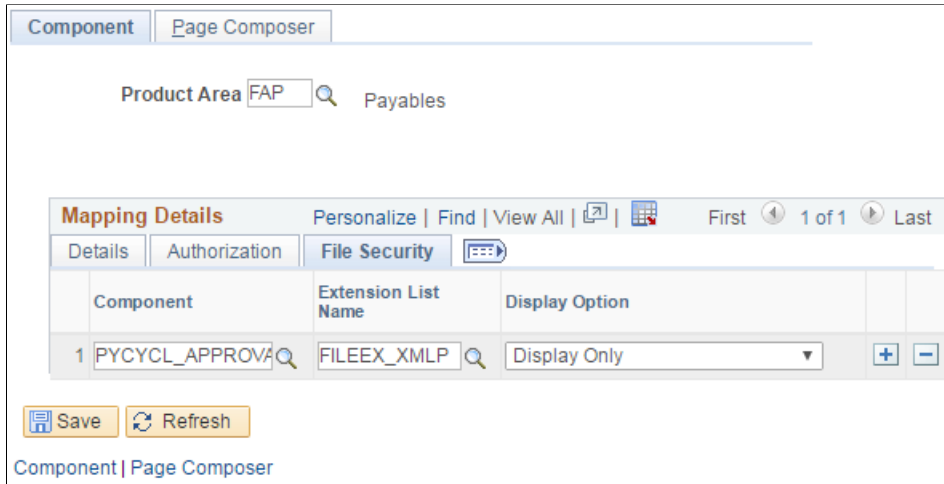 Component Page Composer
Product Area FAP Payables
Mapping Details Personalize | Find | View All | | First 1 of 1 Last
Details Authorization File Security
Component Extension List Name Display Option
1 PYCYCL_APPROVA FILEEX_XMLP Display Only
Save Refresh
Component | Page Composer